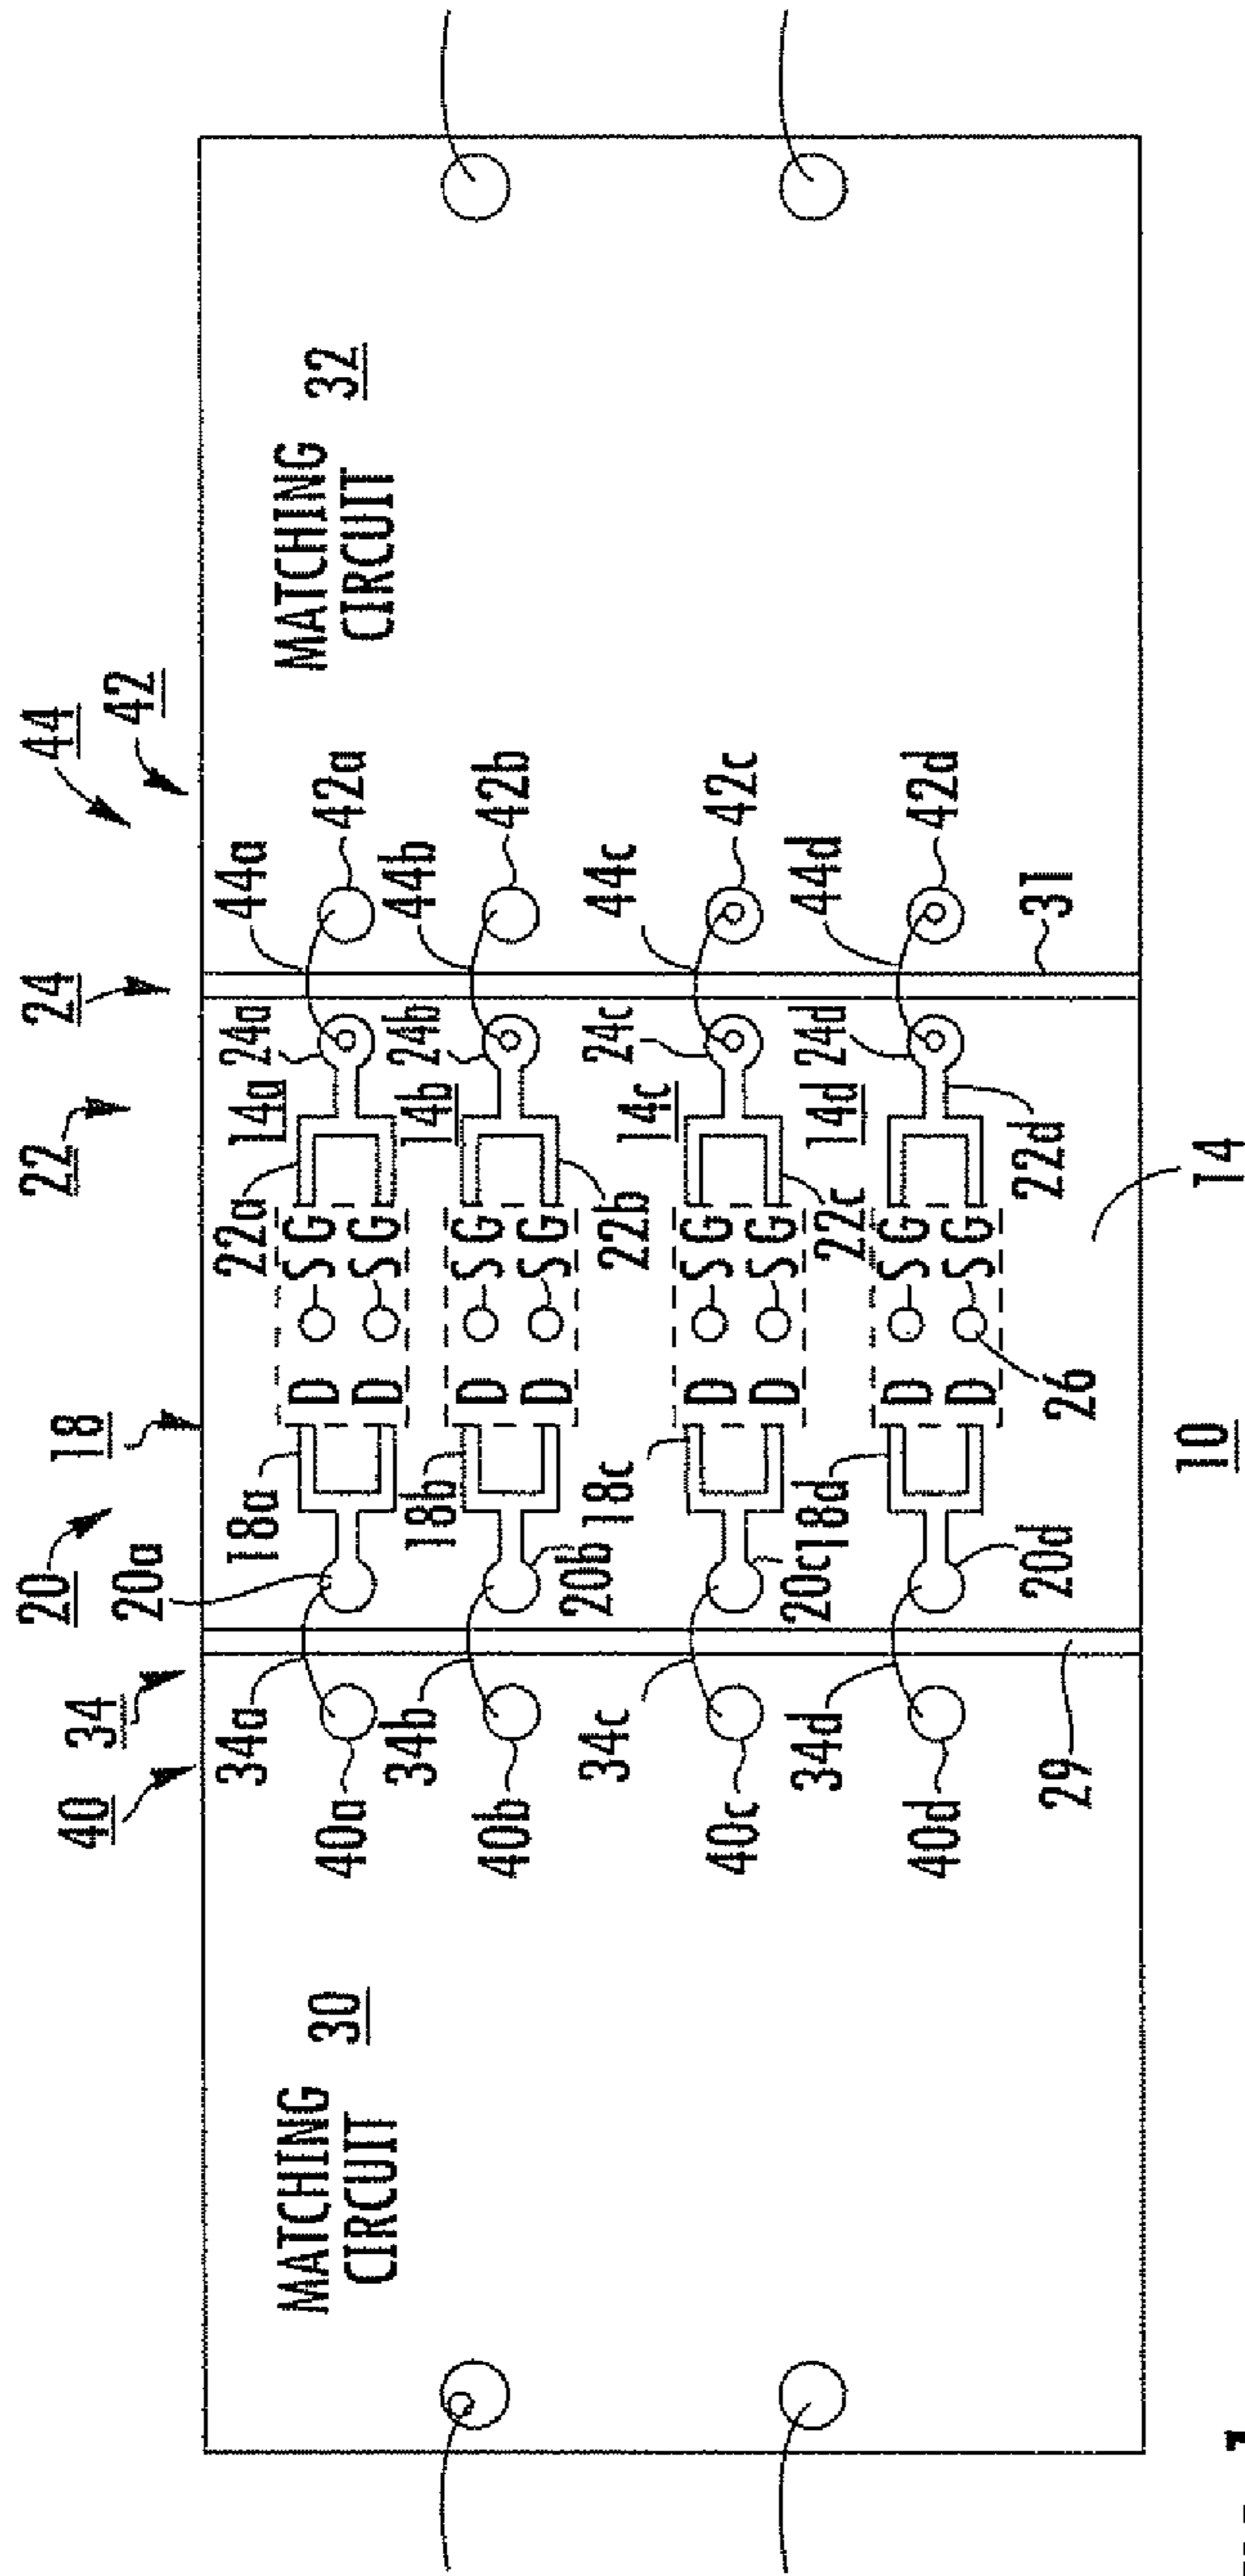 44
42
24
22
18
20
34
40
MATCHING
CIRCUIT
30
MATCHING
CIRCUIT
32
20a
34a
40a
18a
22a
14a
24a
44a
42a
34b
40b
20b
18b
22b
14b
24b
44b
42b
34c
40c
20c
18c
22c
14c
24c
44c
42c
34d
40d
20d
18d
22d
14d
24d
44d
42d
D S G
D S G
D S G
D S G
D S G
D S G
D S G
D S G
26
29
31
14
10